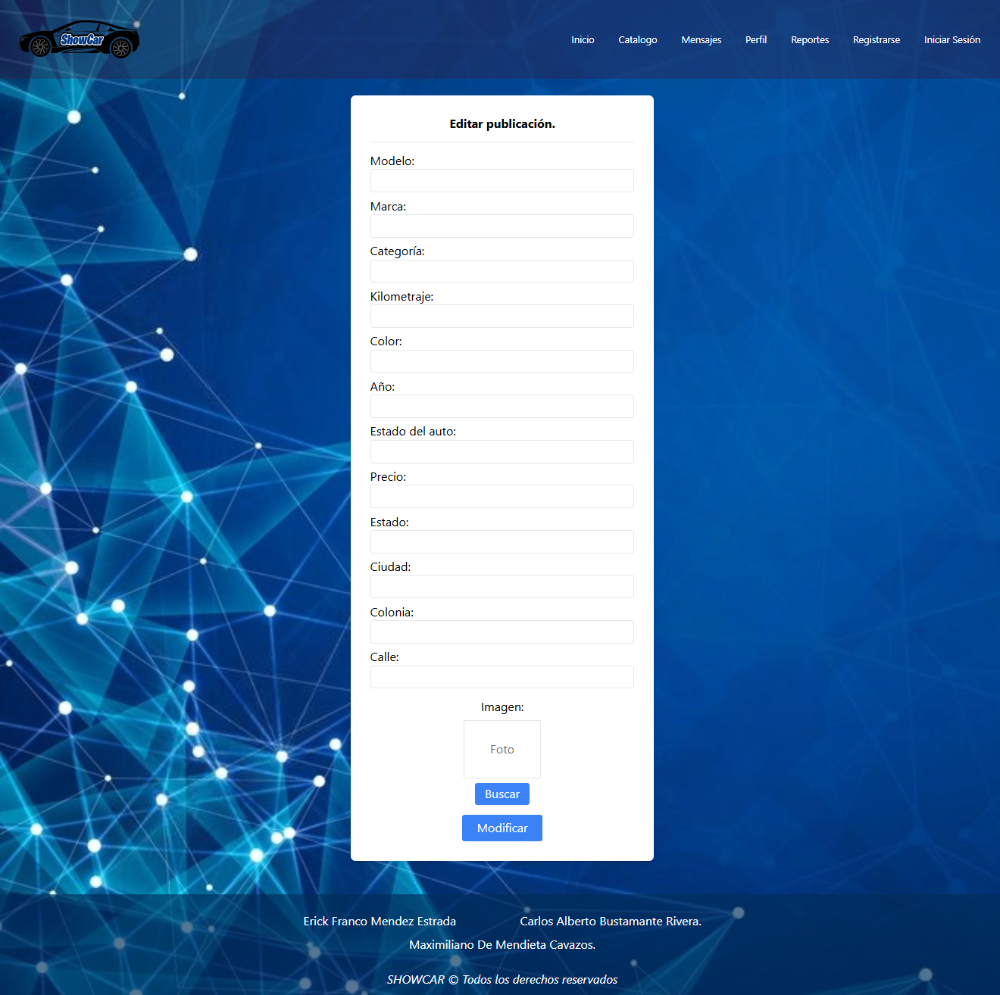 ShowCar
Inicio Catalogo Mensajes Perfil Reportes Registrarse Iniciar Sesión
Editar publicación.
Modelo:
Marca:
Categoría:
Kilometraje:
Color:
Año:
Estado del auto:
Precio:
Estado:
Ciudad:
Colonia:
Calle:
Imagen:
Foto
Buscar
Modificar
Erick Franco Mendez Estrada Carlos Alberto Bustamante Rivera.
Maximiliano De Mendieta Cavazos.
SHOWCAR © Todos los derechos reservados